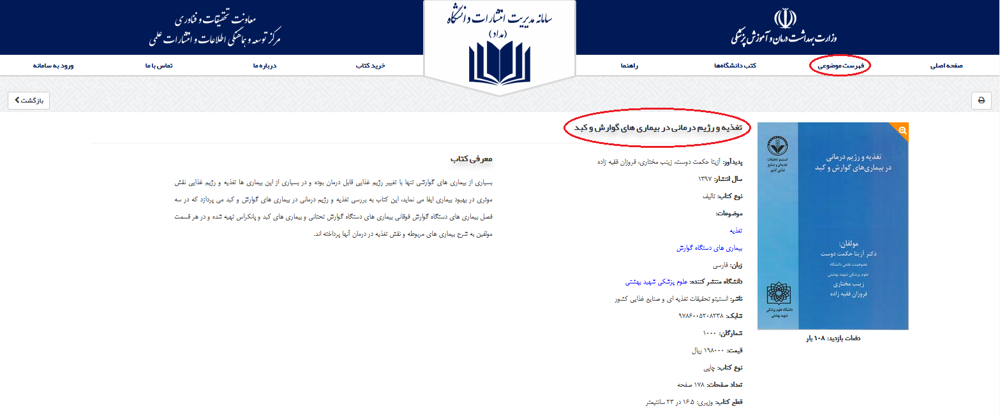 وزارت بهداشت درمان و آموزش پزشکی
سامانه مدیریت انتشارات دانشگاه
(مداد)
معاونت تحقیقات و فناوری
مرکز توسعه و هماهنگی اطلاعات و انتشارات علمی
صفحه اصلی
فهرست موضوعی
کتب دانشگاه‌ها
راهنما
خرید کتاب
درباره ما
تماس با ما
ورود به سامانه
بازگشت
انستیتو تحقیقات
تغذیه‌ای و صنایع
غذایی کشور
تغذیه و رژیم درمانی
در بیماری‌های گوارش و کبد
مولفان:
دکتر آزیتا حکمت دوست
عضو هیئت علمی دانشگاه
علوم پزشکی شهید بهشتی
زینب مختاری
فروزان فقیه زاده
دانشگاه علوم پزشکی
شهید بهشتی
دفعات بازدید: ۱۰۸ بار
تغذیه و رژیم درمانی در بیماری های گوارش و کبد
پدیدآور: آزیتا حکمت دوست، زینب مختاری، فروزان فقیه زاده
سال انتشار: ۱۳۹۷
نوع کتاب: تالیف
موضوعات:
تغذیه
بیماری های دستگاه گوارش
زبان: فارسی
دانشگاه منتشر کننده: علوم پزشکی شهید بهشتی
ناشر: انستیتو تحقیقات تغذیه ای و صنایع غذایی کشور
شابک: ۹۷۸۶۰۰۵۲۰۸۲۳۸
شمارگان: ۱۰۰۰
قیمت: ۱۹۸۰۰۰ ریال
نوع کتاب: چاپی
تعداد صفحات: ۱۷۸ صفحه
قطع کتاب: وزیری: ۱۶.۵ در ۲۳ سانتیمتر
معرفی کتاب
بسیاری از بیماری های گوارشی تنها با تغییر رژیم غذایی قابل درمان بوده و در بسیاری از این بیماری ها تغذیه و رژیم غذایی نقش
موثری در بهبود بیماری ایفا می نماید، این کتاب به بررسی تغذیه و رژیم درمانی در بیماری های گوارش و کبد می پردازد که در سه
فصل بیماری های دستگاه گوارش فوقانی بیماری های دستگاه گوارش تحتانی و بیماری های کبد و پانکراس تهیه شده و در هر قسمت
مولفین به شرح بیماری های مربوطه و نقش تغذیه در درمان آنها پرداخته اند.